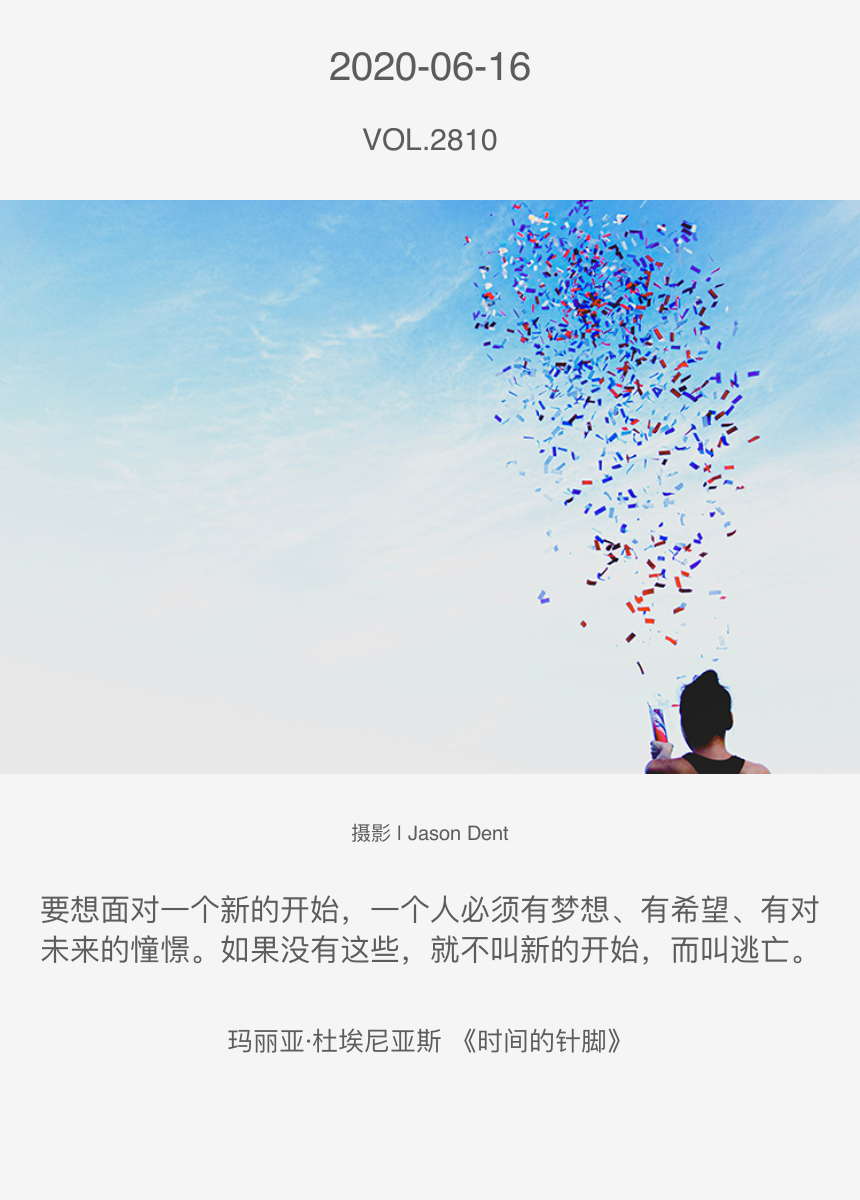 2020-06-16
VOL.2810
摄影 | Jason Dent
要想面对一个新的开始，一个人必须有梦想、有希望、有对
未来的憧憬。如果没有这些，就不叫新的开始，而叫逃亡。
玛丽亚·杜埃尼亚斯 《时间的针脚》